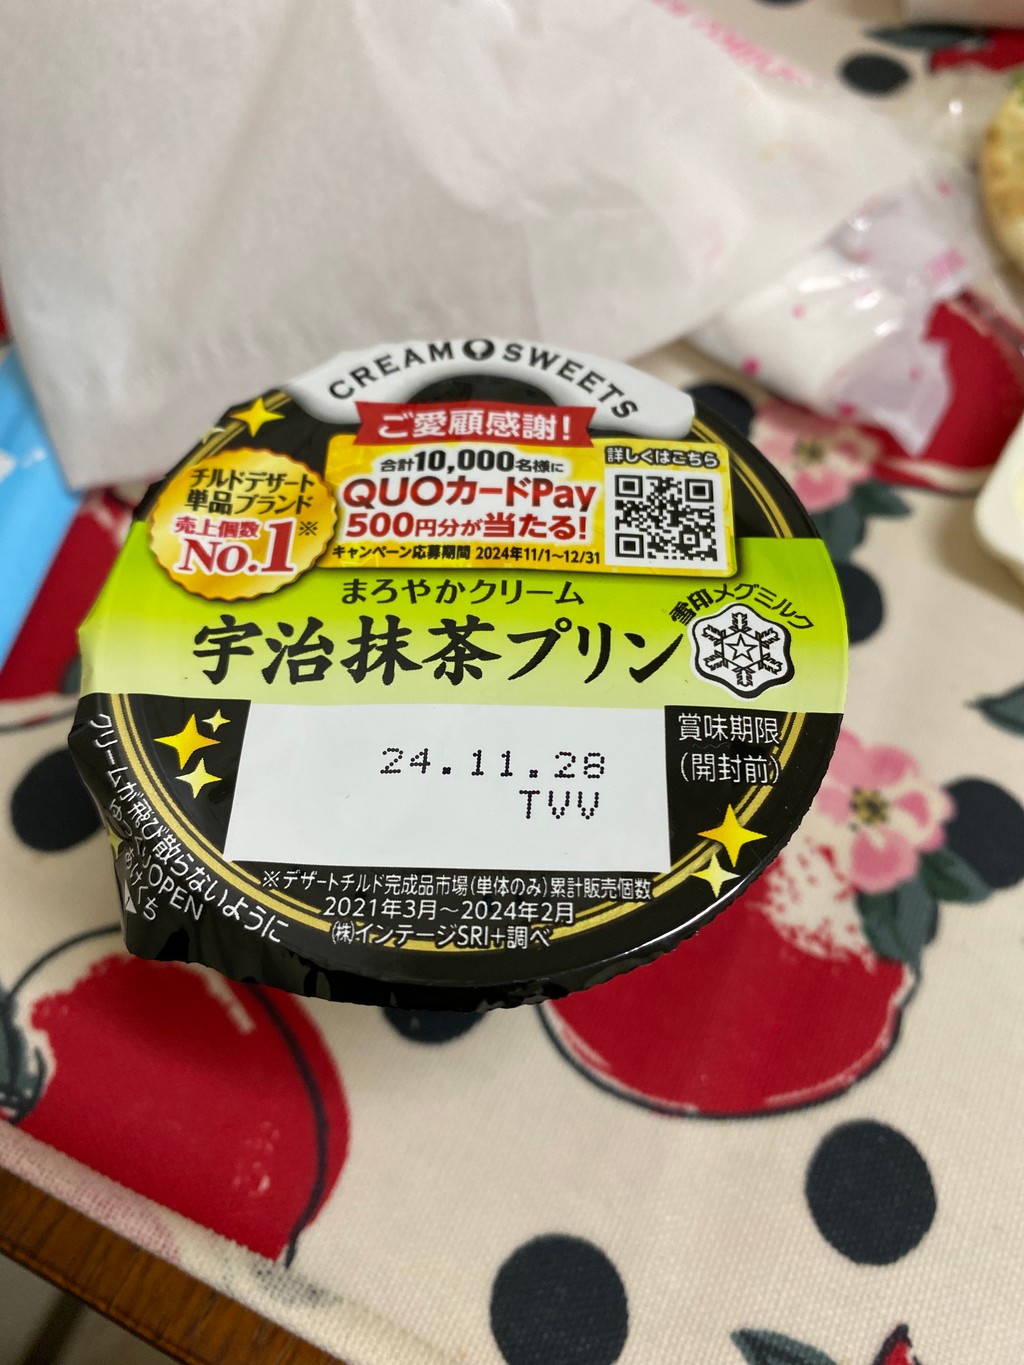 CREAM SWEETS
ご愛顧感謝!
チルドデザート
単品ブランド
売上個数
No.1※
合計10,000名様に
QUOカードPay
500円分が当たる!
キャンペーン応募期間 2024年11/1~12/31
詳しくはこちら
まろやかクリーム
宇治抹茶プリン
雪印メグミルク
24.11.28
TVV
賞味期限
(開封前)
※デザートチルド完成品市場(単体のみ)累計販売個数
2021年3月~2024年2月
㈱インテージSRI+調べ
クリームが飛び散らないように
OPEN